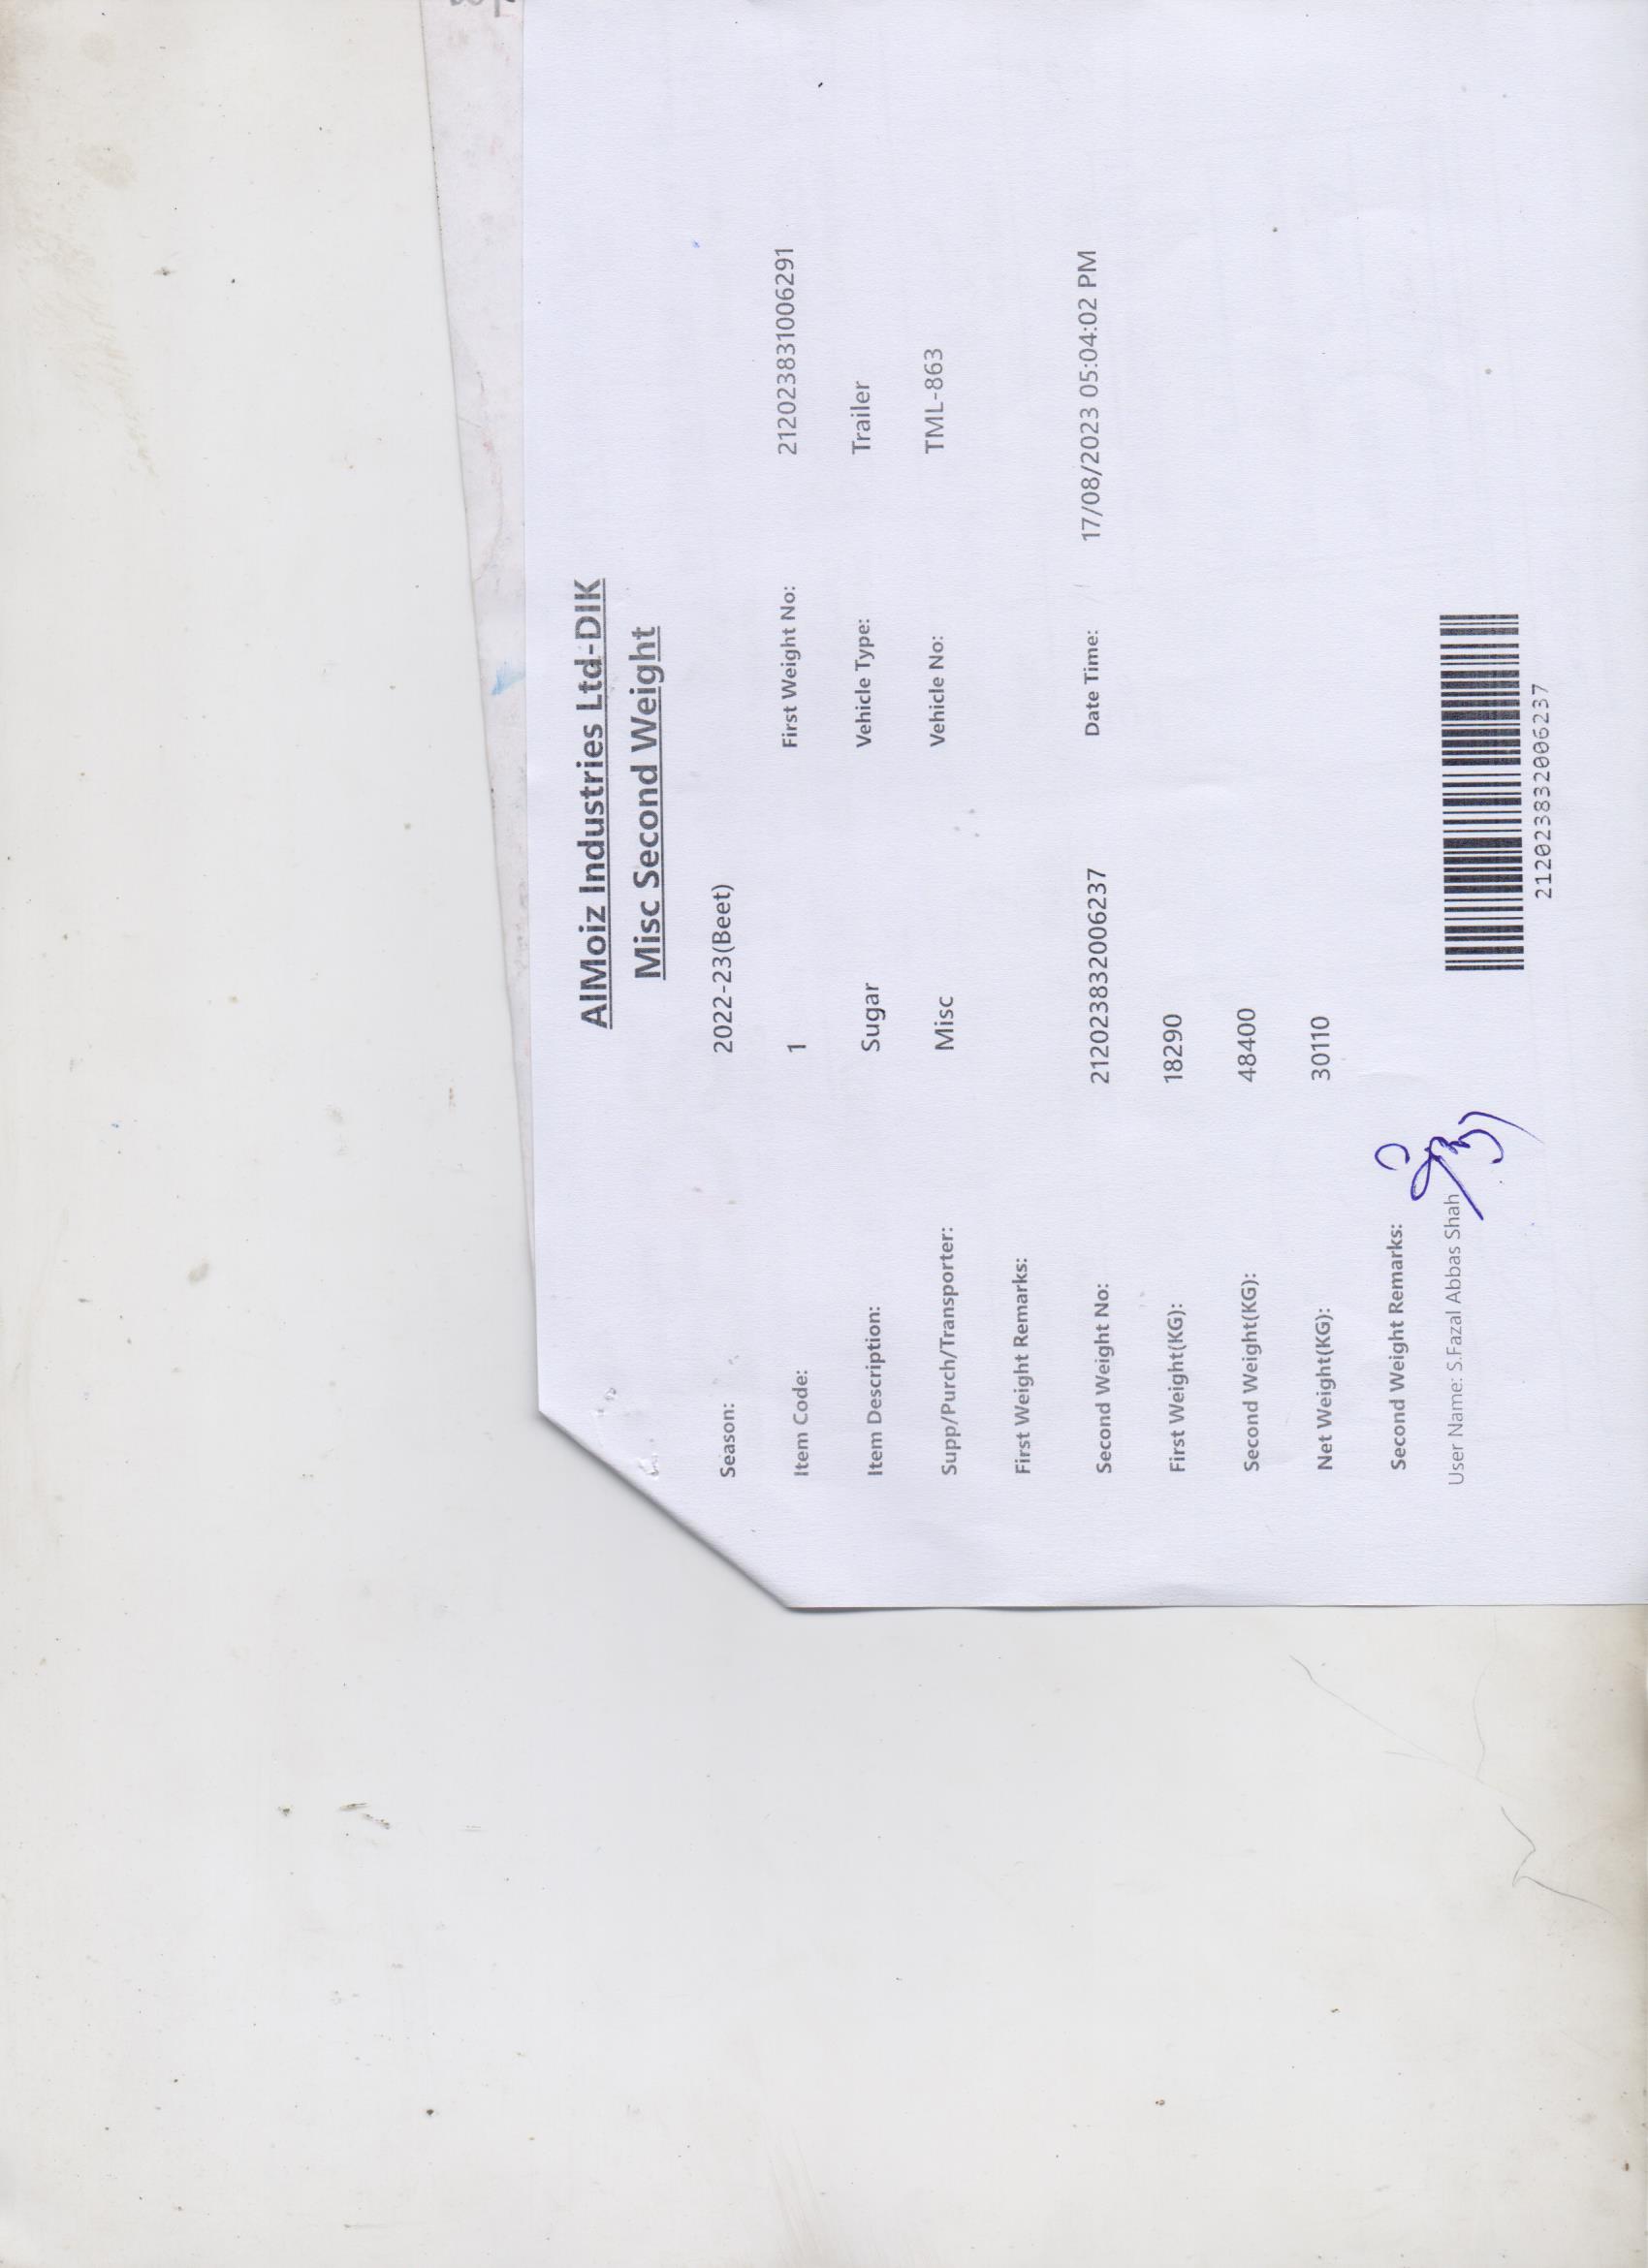 AlMoiz Industries Ltd-DIK
Misc Second Weight
Season: 2022-23(Beet)
Item Code: 1 First Weight No: 212023831006291
Item Description: Sugar Vehicle Type: Trailer
Supp/Purch/Transporter: Misc Vehicle No: TML-863
First Weight Remarks:
Second Weight No: 212023832006237 Date Time: 17/08/2023 05:04:02 PM
First Weight(KG): 18290
Second Weight(KG): 48400
Net Weight(KG): 30110
Second Weight Remarks:
User Name: S.Fazal Abbas Shah
212023832006237